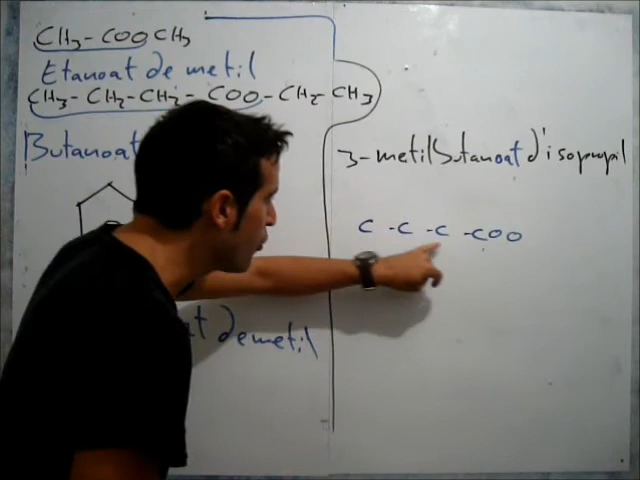 CH3-COOCH3
Etanoat de metil
CH3-CH2-CH2-COO-CH2-CH3
Butanoat
at de metil
3-metilbutanoat d'isopropil
C-C-C-COO